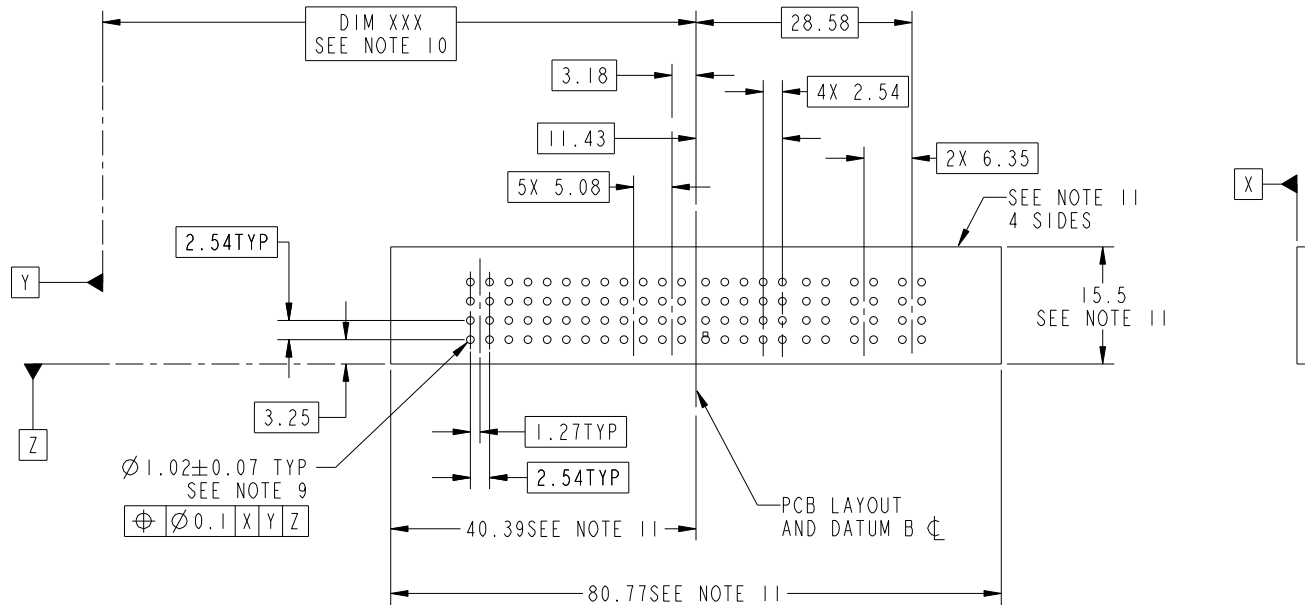 DIM XXX
SEE NOTE 10
28.58
3.18
4X 2.54
11.43
2X 6.35
5X 5.08
X
SEE NOTE 11
4 SIDES
2.54TYP
Y
15.5
SEE NOTE 11
3.25
Z
1.27TYP
Ø1.02±0.07 TYP
SEE NOTE 9
2.54TYP
⌖ Ø0.1 X Y Z
PCB LAYOUT
AND DATUM B ℄
40.39SEE NOTE 11
80.77SEE NOTE 11